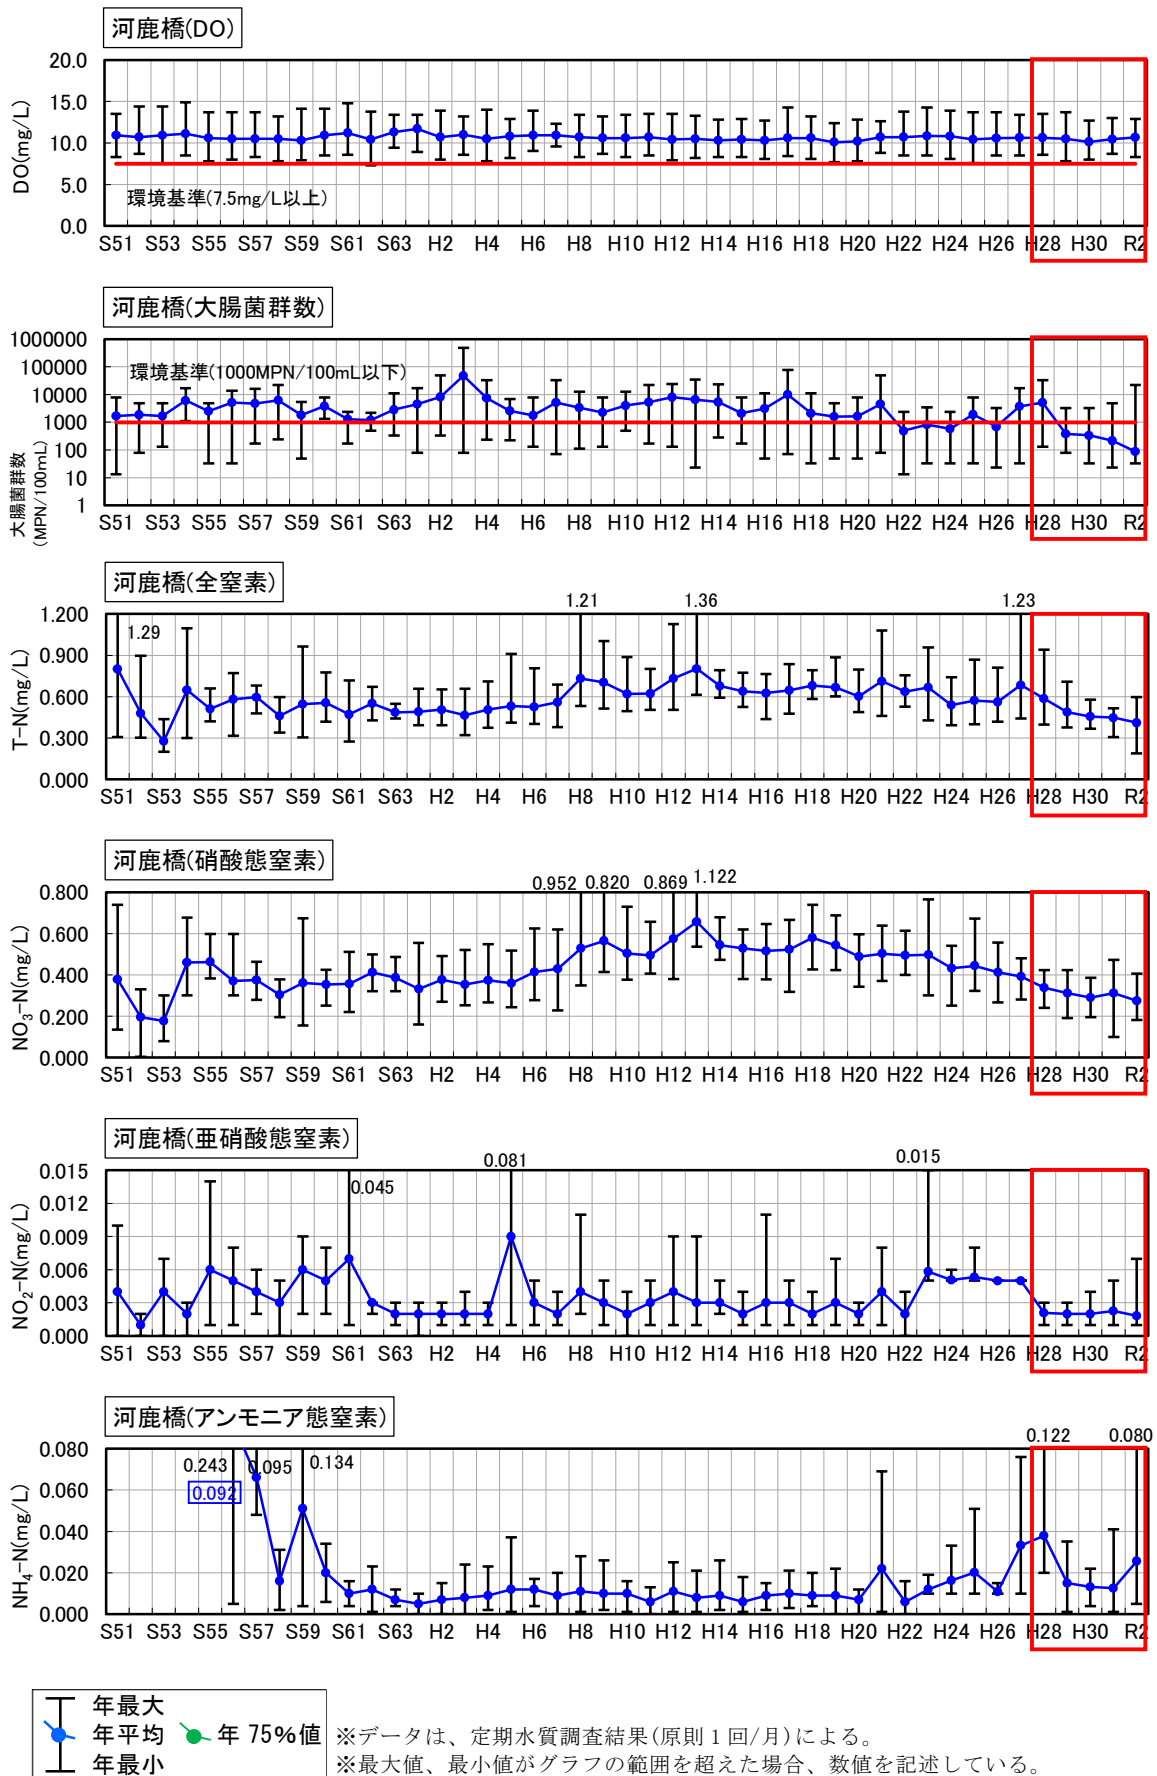 河鹿橋(DO)
DO(mg/L)
20.0
15.0
10.0
5.0
0.0
環境基準(7.5mg/L以上)
S51 S53 S55 S57 S59 S61 S63 H2 H4 H6 H8 H10 H12 H14 H16 H18 H20 H22 H24 H26 H28 H30 R2
河鹿橋(大腸菌群数)
大腸菌群数
(MPN/100mL)
1000000
100000
10000
1000
100
10
1
環境基準(1000MPN/100mL以下)
S51 S53 S55 S57 S59 S61 S63 H2 H4 H6 H8 H10 H12 H14 H16 H18 H20 H22 H24 H26 H28 H30 R2
河鹿橋(全窒素)
T-N(mg/L)
1.200
0.900
0.600
0.300
0.000
1.29
1.21
1.36
1.23
S51 S53 S55 S57 S59 S61 S63 H2 H4 H6 H8 H10 H12 H14 H16 H18 H20 H22 H24 H26 H28 H30 R2
河鹿橋(硝酸態窒素)
NO₃-N(mg/L)
0.800
0.600
0.400
0.200
0.000
0.952 0.820 0.869 1.122
S51 S53 S55 S57 S59 S61 S63 H2 H4 H6 H8 H10 H12 H14 H16 H18 H20 H22 H24 H26 H28 H30 R2
河鹿橋(亜硝酸態窒素)
NO₂-N(mg/L)
0.015
0.012
0.009
0.006
0.003
0.000
0.045
0.081
0.015
S51 S53 S55 S57 S59 S61 S63 H2 H4 H6 H8 H10 H12 H14 H16 H18 H20 H22 H24 H26 H28 H30 R2
河鹿橋(アンモニア態窒素)
NH₄-N(mg/L)
0.080
0.060
0.040
0.020
0.000
0.243
0.092
0.095
0.134
0.122
0.080
S51 S53 S55 S57 S59 S61 S63 H2 H4 H6 H8 H10 H12 H14 H16 H18 H20 H22 H24 H26 H28 H30 R2
年最大
年平均 年 75%値
年最小
※データは、定期水質調査結果(原則1回/月)による。
※最大値、最小値がグラフの範囲を超えた場合、数値を記述している。